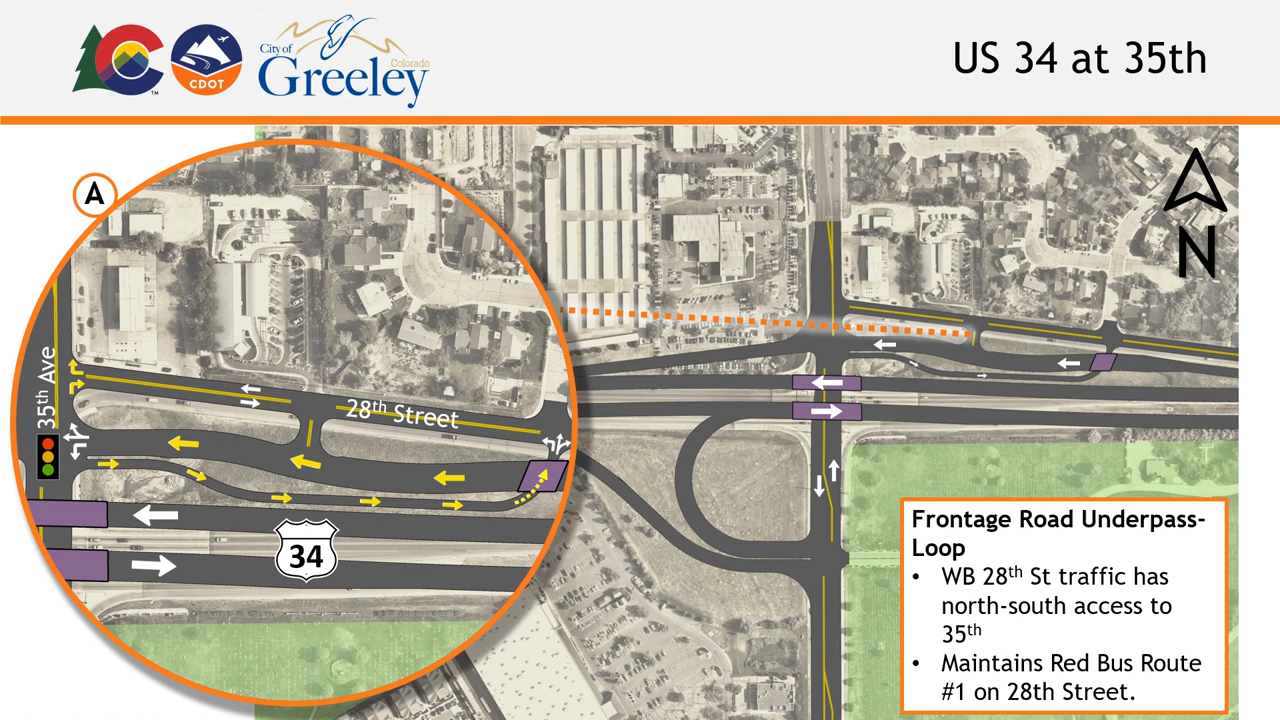 City of
Greeley
Colorado
TM
CDOT
US 34 at 35th
A
N
35th Ave
28th Street
34
Frontage Road Underpass-
Loop
• WB 28th St traffic has
north-south access to
35th
• Maintains Red Bus Route
#1 on 28th Street.